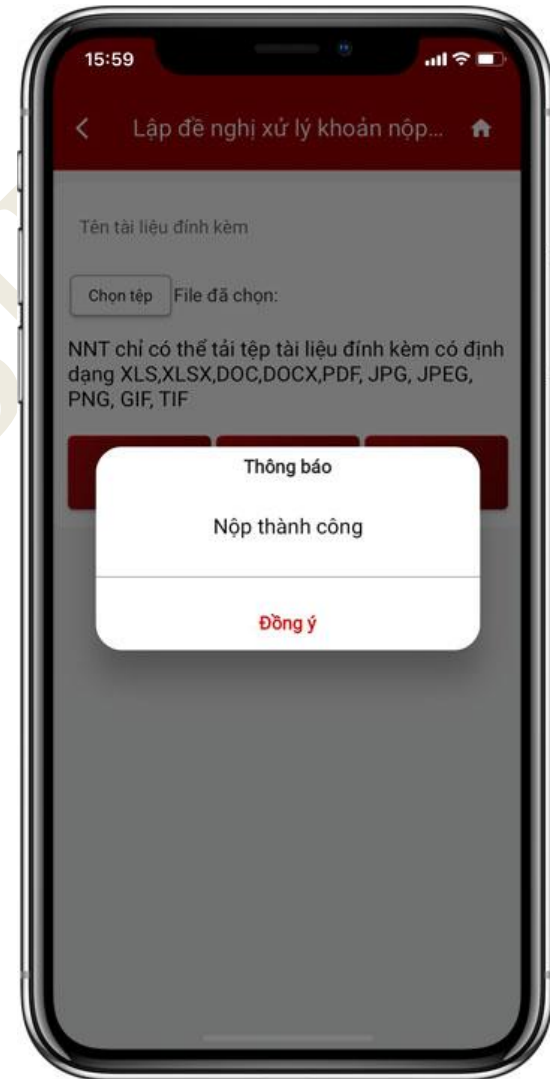 15:59
Lập đề nghị xử lý khoản nộp...
Tên tài liệu đính kèm
Chọn tệp File đã chọn:
NNT chỉ có thể tải tệp tài liệu đính kèm có định
dạng XLS,XLSX,DOC,DOCX,PDF, JPG, JPEG,
PNG, GIF, TIF
Thông báo
Nộp thành công
Đồng ý